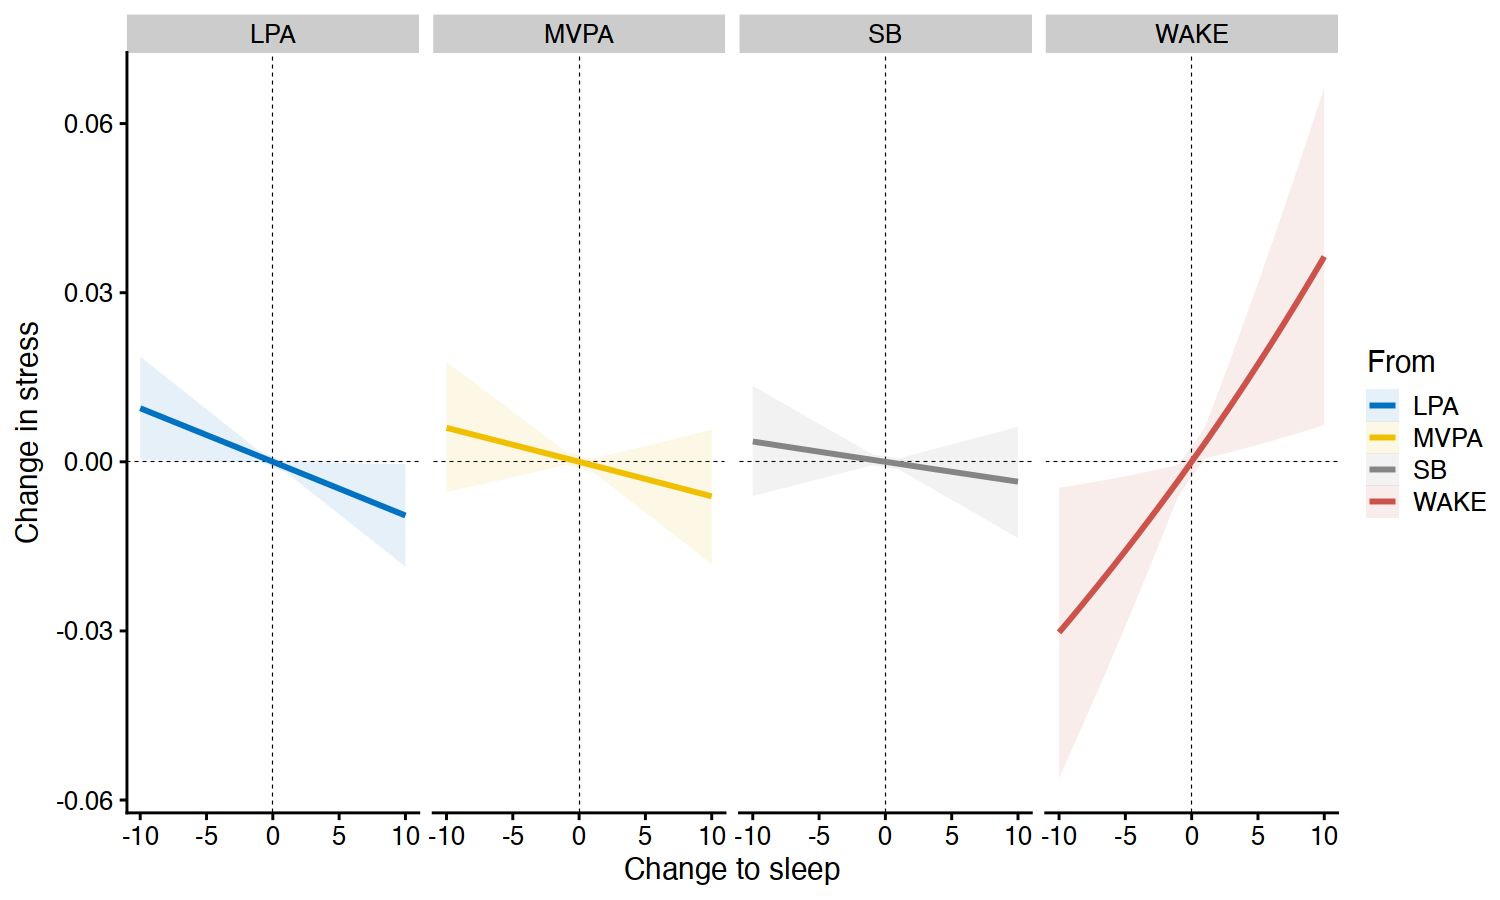 LPA MVPA SB WAKE
0.06
0.03
0.00
-0.03
-0.06
Change in stress
-10 -5 0 5 10 -10 -5 0 5 10 -10 -5 0 5 10 -10 -5 0 5 10
Change to sleep
From
LPA
MVPA
SB
WAKE